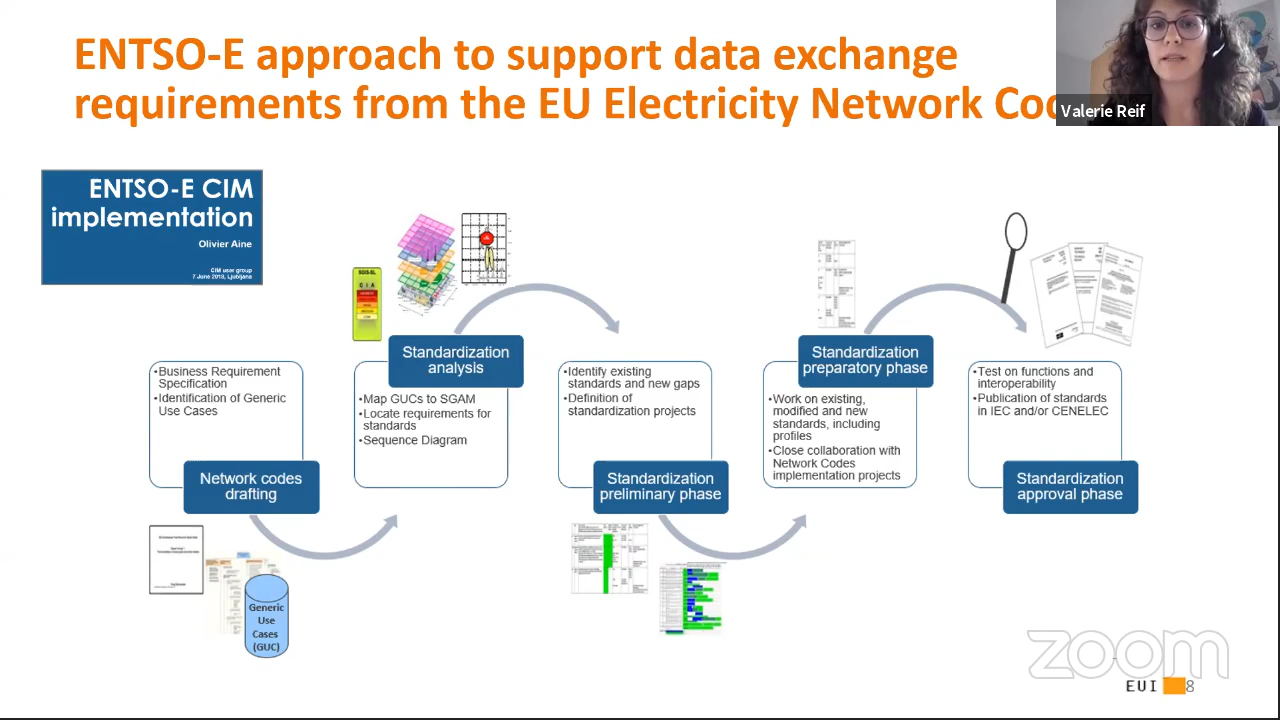 ENTSO-E approach to support data exchange
requirements from the EU Electricity Network Co
Valerie Reif
ENTSO-E CIM
implementation
Olivier Aine
CIM user group
7 June 2018, Ljubljana
SGIS-SL
C I A
Standardization
analysis
Standardization
preparatory phase
•Business Requirement
Specification
•Identification of Generic
Use Cases
•Map GUCs to SGAM
•Locate requirements for
standards
•Sequence Diagram
•Identify existing
standards and new gaps
•Definition of
standardization projects
•Work on existing,
modified and new
standards, including
profiles
•Close collaboration with
Network Codes
implementation projects
•Test on functions and
interoperability
•Publication of standards
in IEC and/or CENELEC
Network codes
drafting
Standardization
preliminary phase
Standardization
approval phase
Generic
Use
Cases
(GUC)
zoom
EUI 8